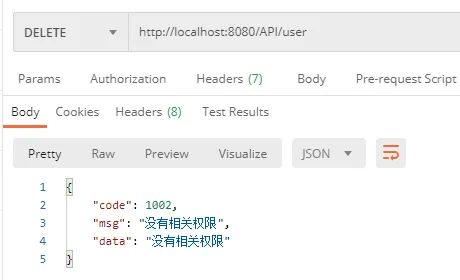 DELETE http://localhost:8080/API/user
Params Authorization Headers (7) Body Pre-request Script
Body Cookies Headers (8) Test Results
Pretty Raw Preview Visualize JSON
1 {
2 "code": 1002,
3 "msg": "没有相关权限",
4 "data": "没有相关权限"
5 }